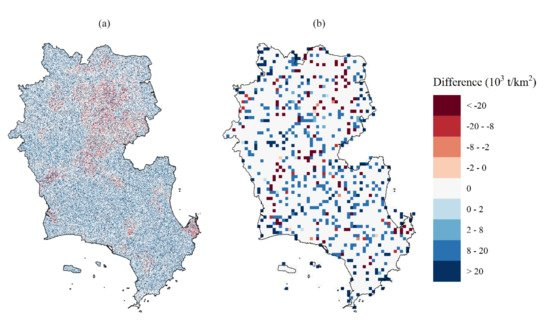 (a)
(b)
Difference (10³ t/km²)
< -20
-20 - -8
-8 - -2
-2 - 0
0
0 - 2
2 - 8
8 - 20
> 20